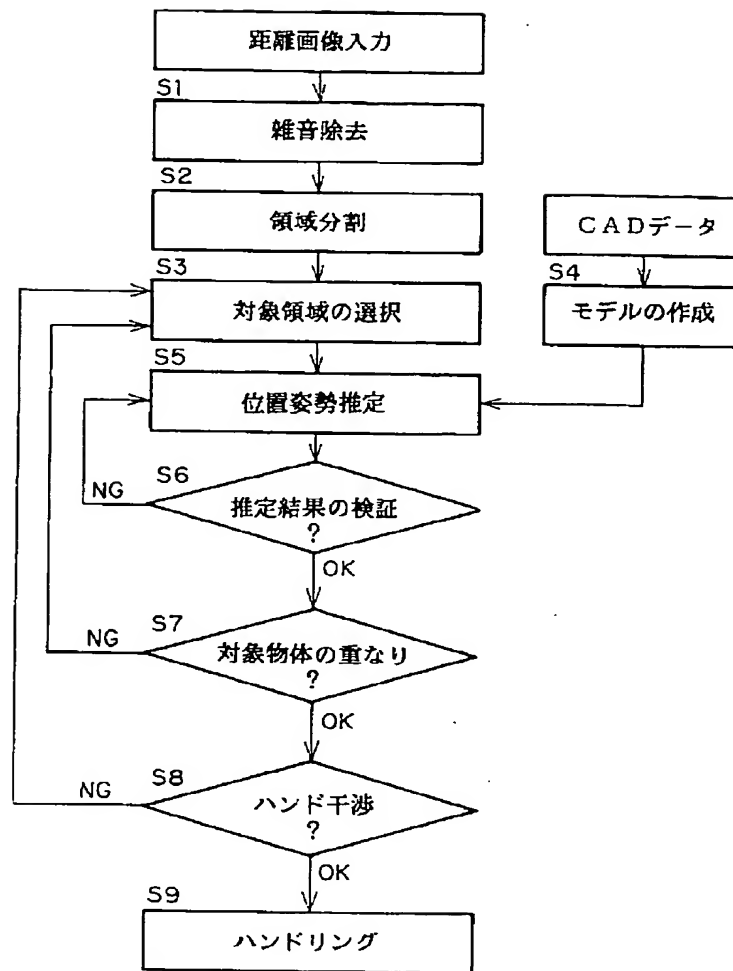 距離画像入力
S1
雑音除去
S2
領域分割
CADデータ
S3
S4
対象領域の選択
モデルの作成
S5
位置姿勢推定
S6
NG
推定結果の検証
?
OK
S7
NG
対象物体の重なり
?
OK
S8
NG
ハンド干渉
?
OK
S9
ハンドリング